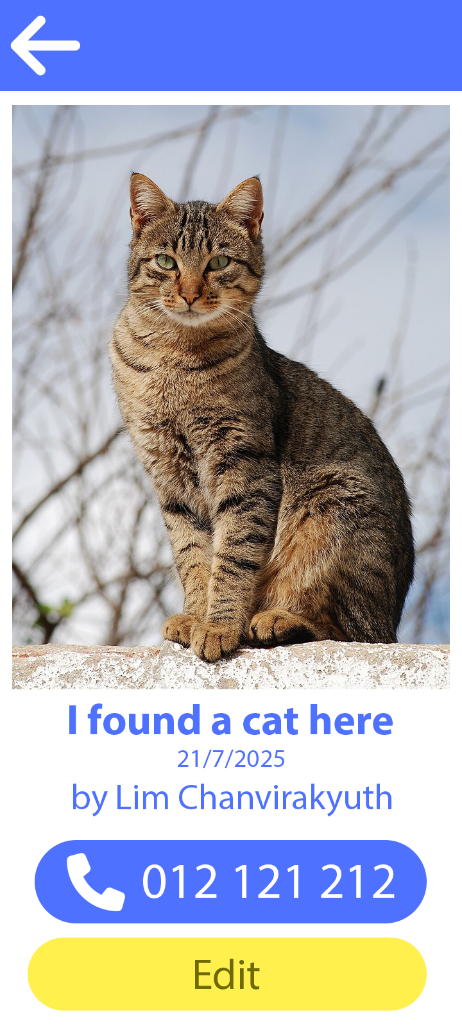 I found a cat here
21/7/2025
by Lim Chanvirakyuth
012 121 212
Edit